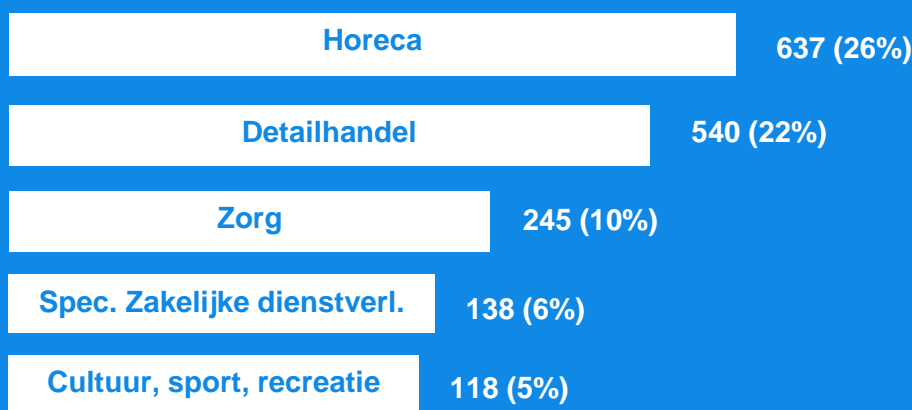 Horeca 637 (26%)
Detailhandel 540 (22%)
Zorg 245 (10%)
Spec. Zakelijke dienstverl. 138 (6%)
Cultuur, sport, recreatie 118 (5%)